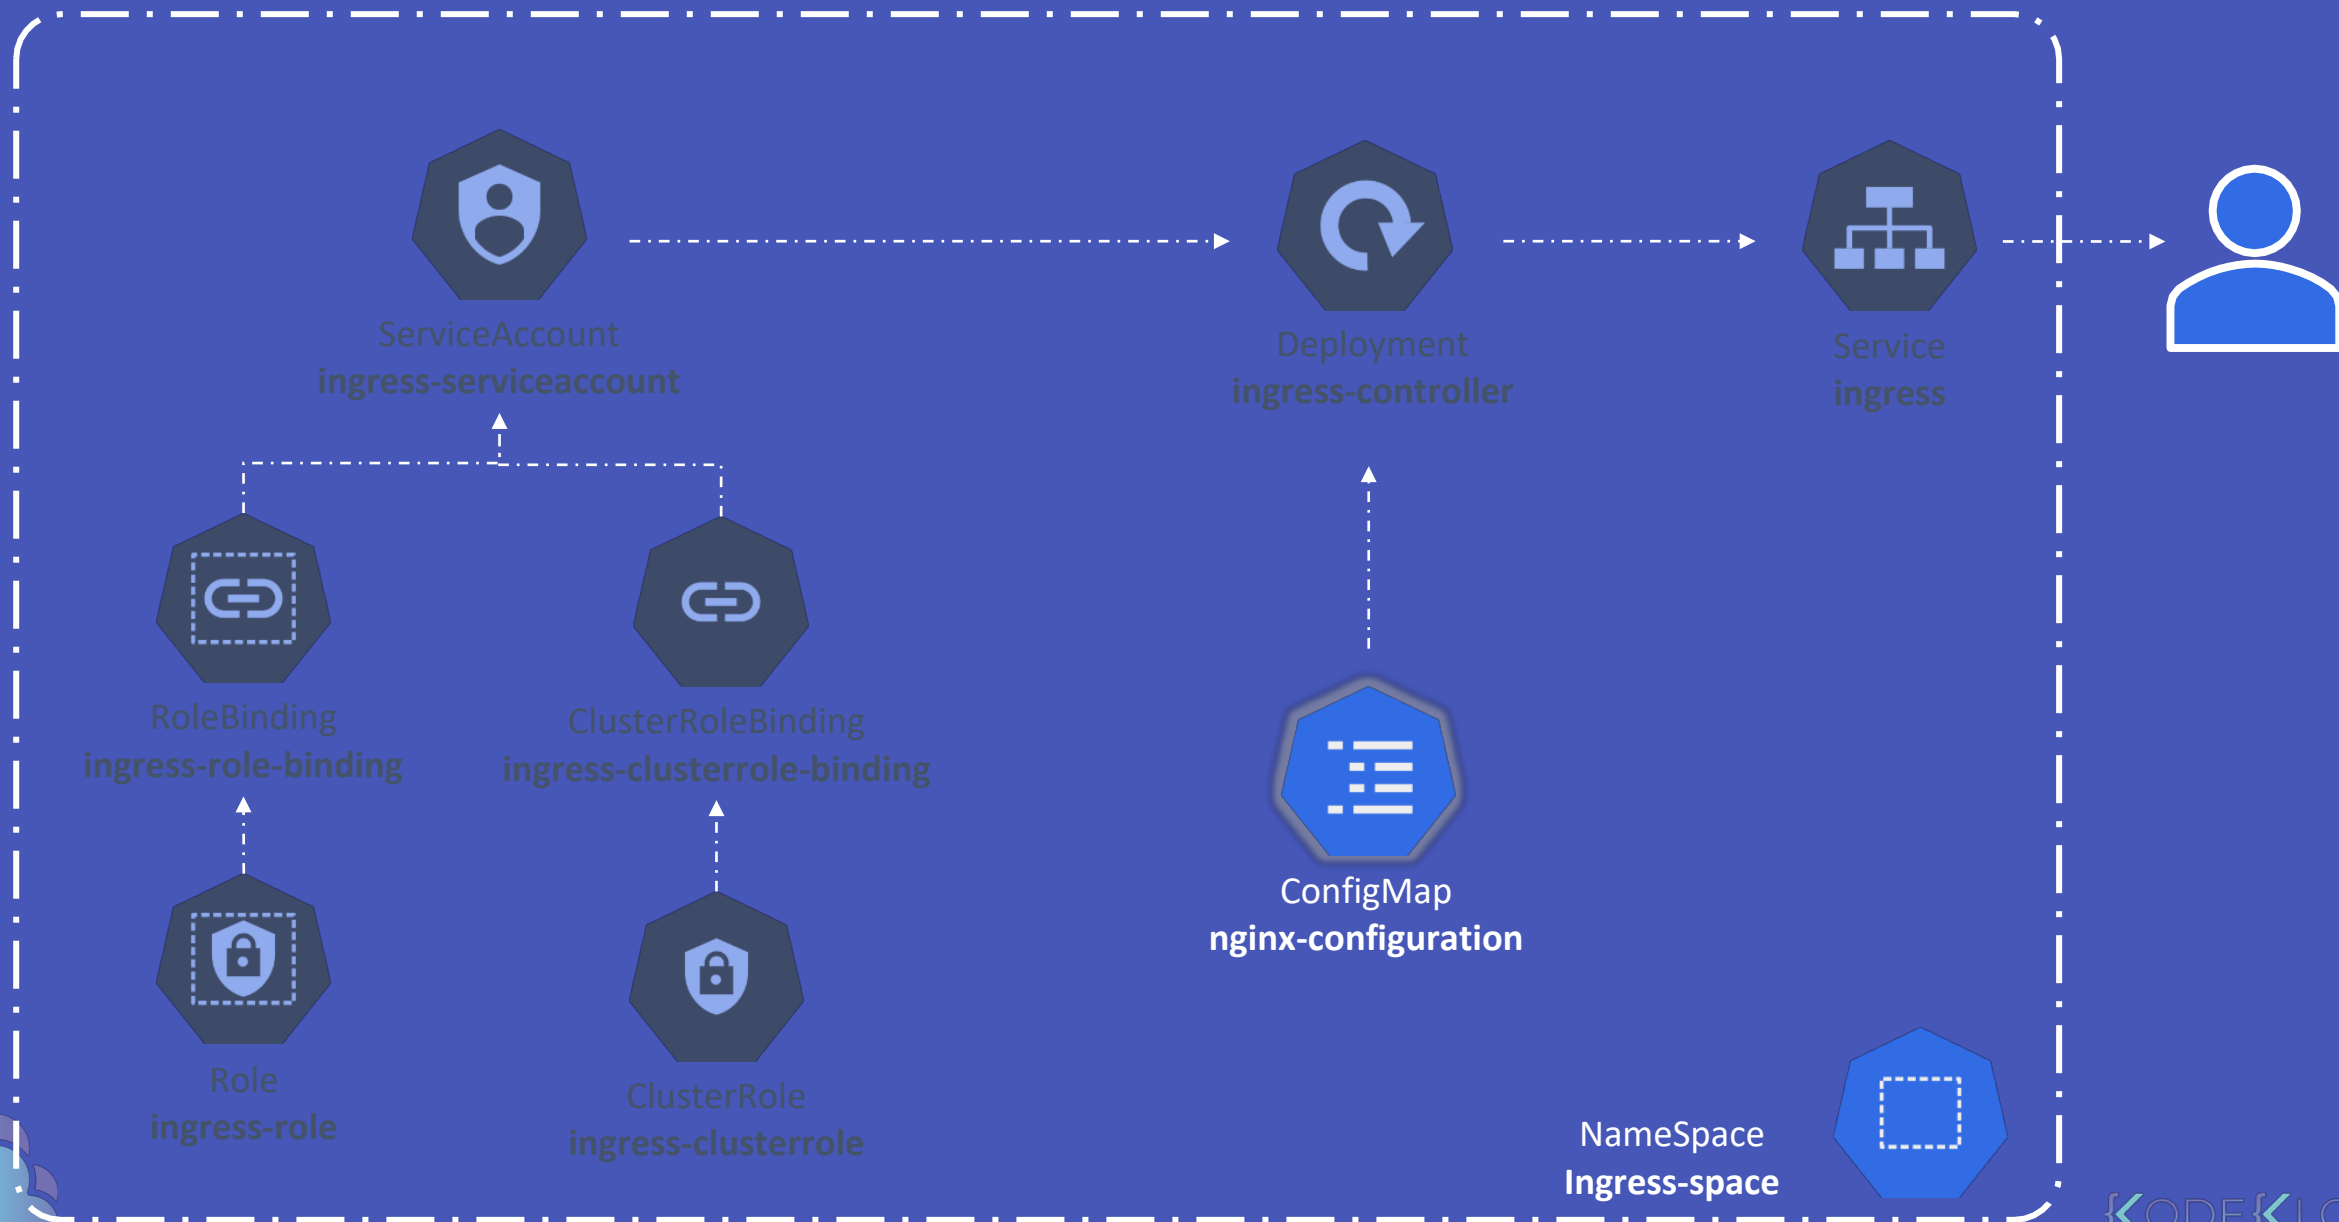 ServiceAccount
ingress-serviceaccount
Deployment
ingress-controller
Service
ingress
RoleBinding
ingress-role-binding
ClusterRoleBinding
ingress-clusterrole-binding
ConfigMap
nginx-configuration
Role
ingress-role
ClusterRole
ingress-clusterrole
NameSpace
Ingress-space